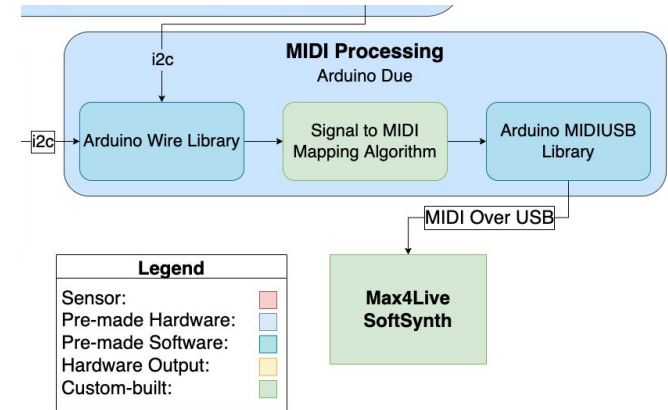 i2c
MIDI Processing
Arduino Due
i2c
Arduino Wire Library
Signal to MIDI
Mapping Algorithm
Arduino MIDIUSB
Library
MIDI Over USB
Max4Live
SoftSynth
Legend
Sensor:
Pre-made Hardware:
Pre-made Software:
Hardware Output:
Custom-built: